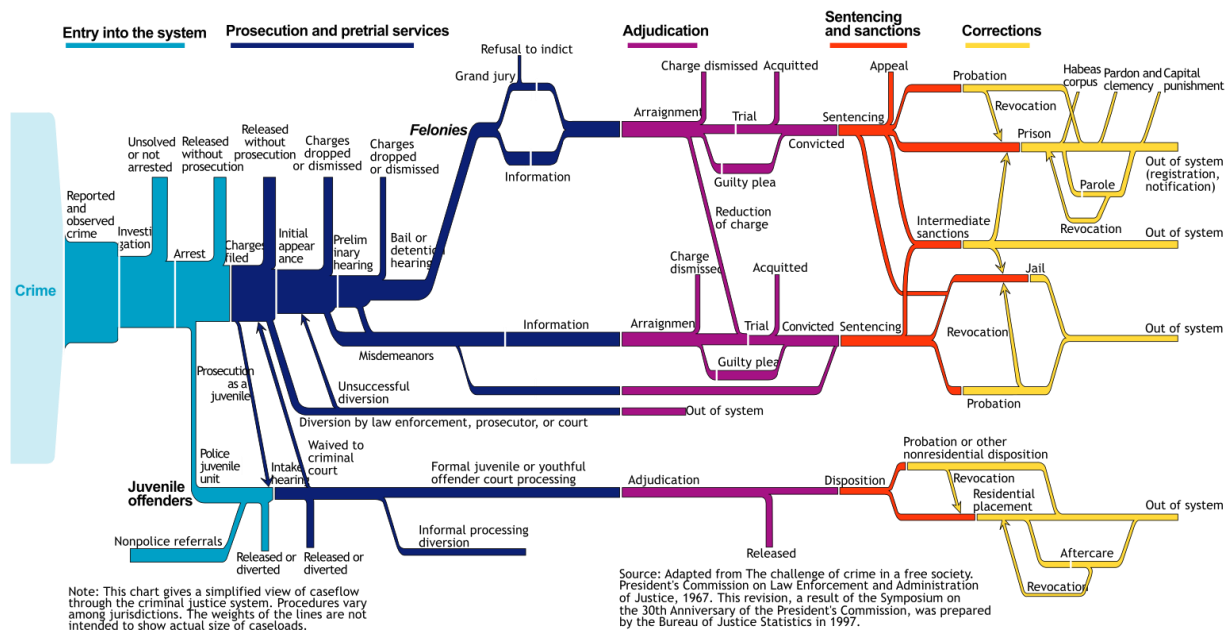 Entry into the system
Prosecution and pretrial services
Adjudication
Sentencing
and sanctions
Corrections
Refusal to indict
Grand jury
Felonies
Information
Charge dismissed
Acquitted
Arraignment
Trial
Convicted
Guilty plea
Reduction
of charge
Appeal
Sentencing
Probation
Revocation
Prison
Habeas
corpus
Pardon and
clemency
Capital
punishment
Out of system
(registration,
notification)
Parole
Revocation
Intermediate
sanctions
Out of system
Crime
Reported
and
observed
crime
Investi
gation
Unsolved
or not
arrested
Arrest
Released
without
prosecution
Charges
filed
Released
without
prosecution
Initial
appear
ance
Charges
dropped
or dismissed
Prelim
inary
hearing
Charges
dropped
or dismissed
Bail or
detention
hearing
Misdemeanors
Information
Charge
dismissed
Acquitted
Arraignment
Trial
Convicted
Guilty plea
Sentencing
Jail
Revocation
Probation
Out of system
Prosecution
as a
juvenile
Unsuccessful
diversion
Diversion by law enforcement, prosecutor, or court
Out of system
Waived to
criminal
court
Police
juvenile
unit
Juvenile
offenders
Intake
hearing
Nonpolice referrals
Released or
diverted
Released or
diverted
Formal juvenile or youthful
offender court processing
Informal processing
diversion
Adjudication
Released
Disposition
Probation or other
nonresidential disposition
Revocation
Residential
placement
Out of system
Aftercare
Revocation
Note: This chart gives a simplified view of caseflow
through the criminal justice system. Procedures vary
among jurisdictions. The weights of the lines are not
intended to show actual size of caseloads.
Source: Adapted from The challenge of crime in a free society.
President's Commission on Law Enforcement and Administration
of Justice, 1967. This revision, a result of the Symposium on
the 30th Anniversary of the President's Commission, was prepared
by the Bureau of Justice Statistics in 1997.